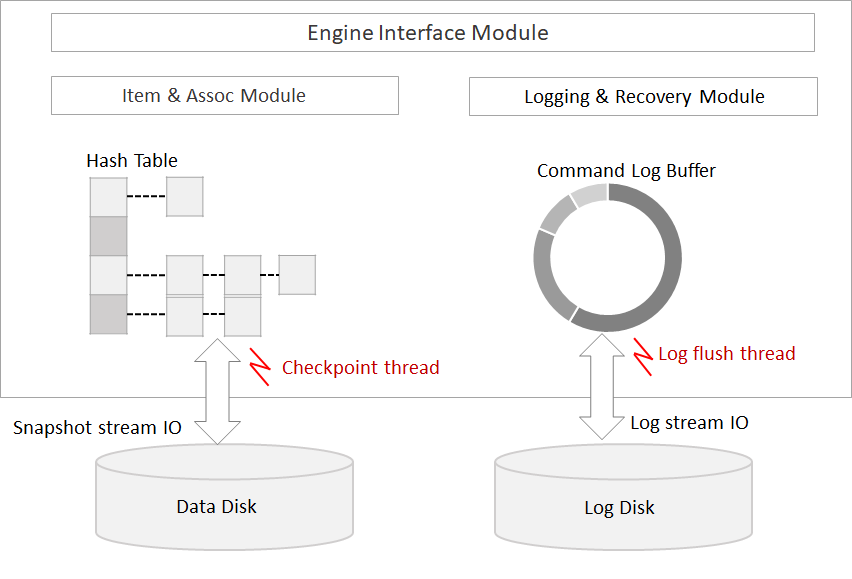 Engine Interface Module
Item & Assoc Module
Logging & Recovery Module
Hash Table
Command Log Buffer
Checkpoint thread
Log flush thread
Snapshot stream IO
Log stream IO
Data Disk
Log Disk